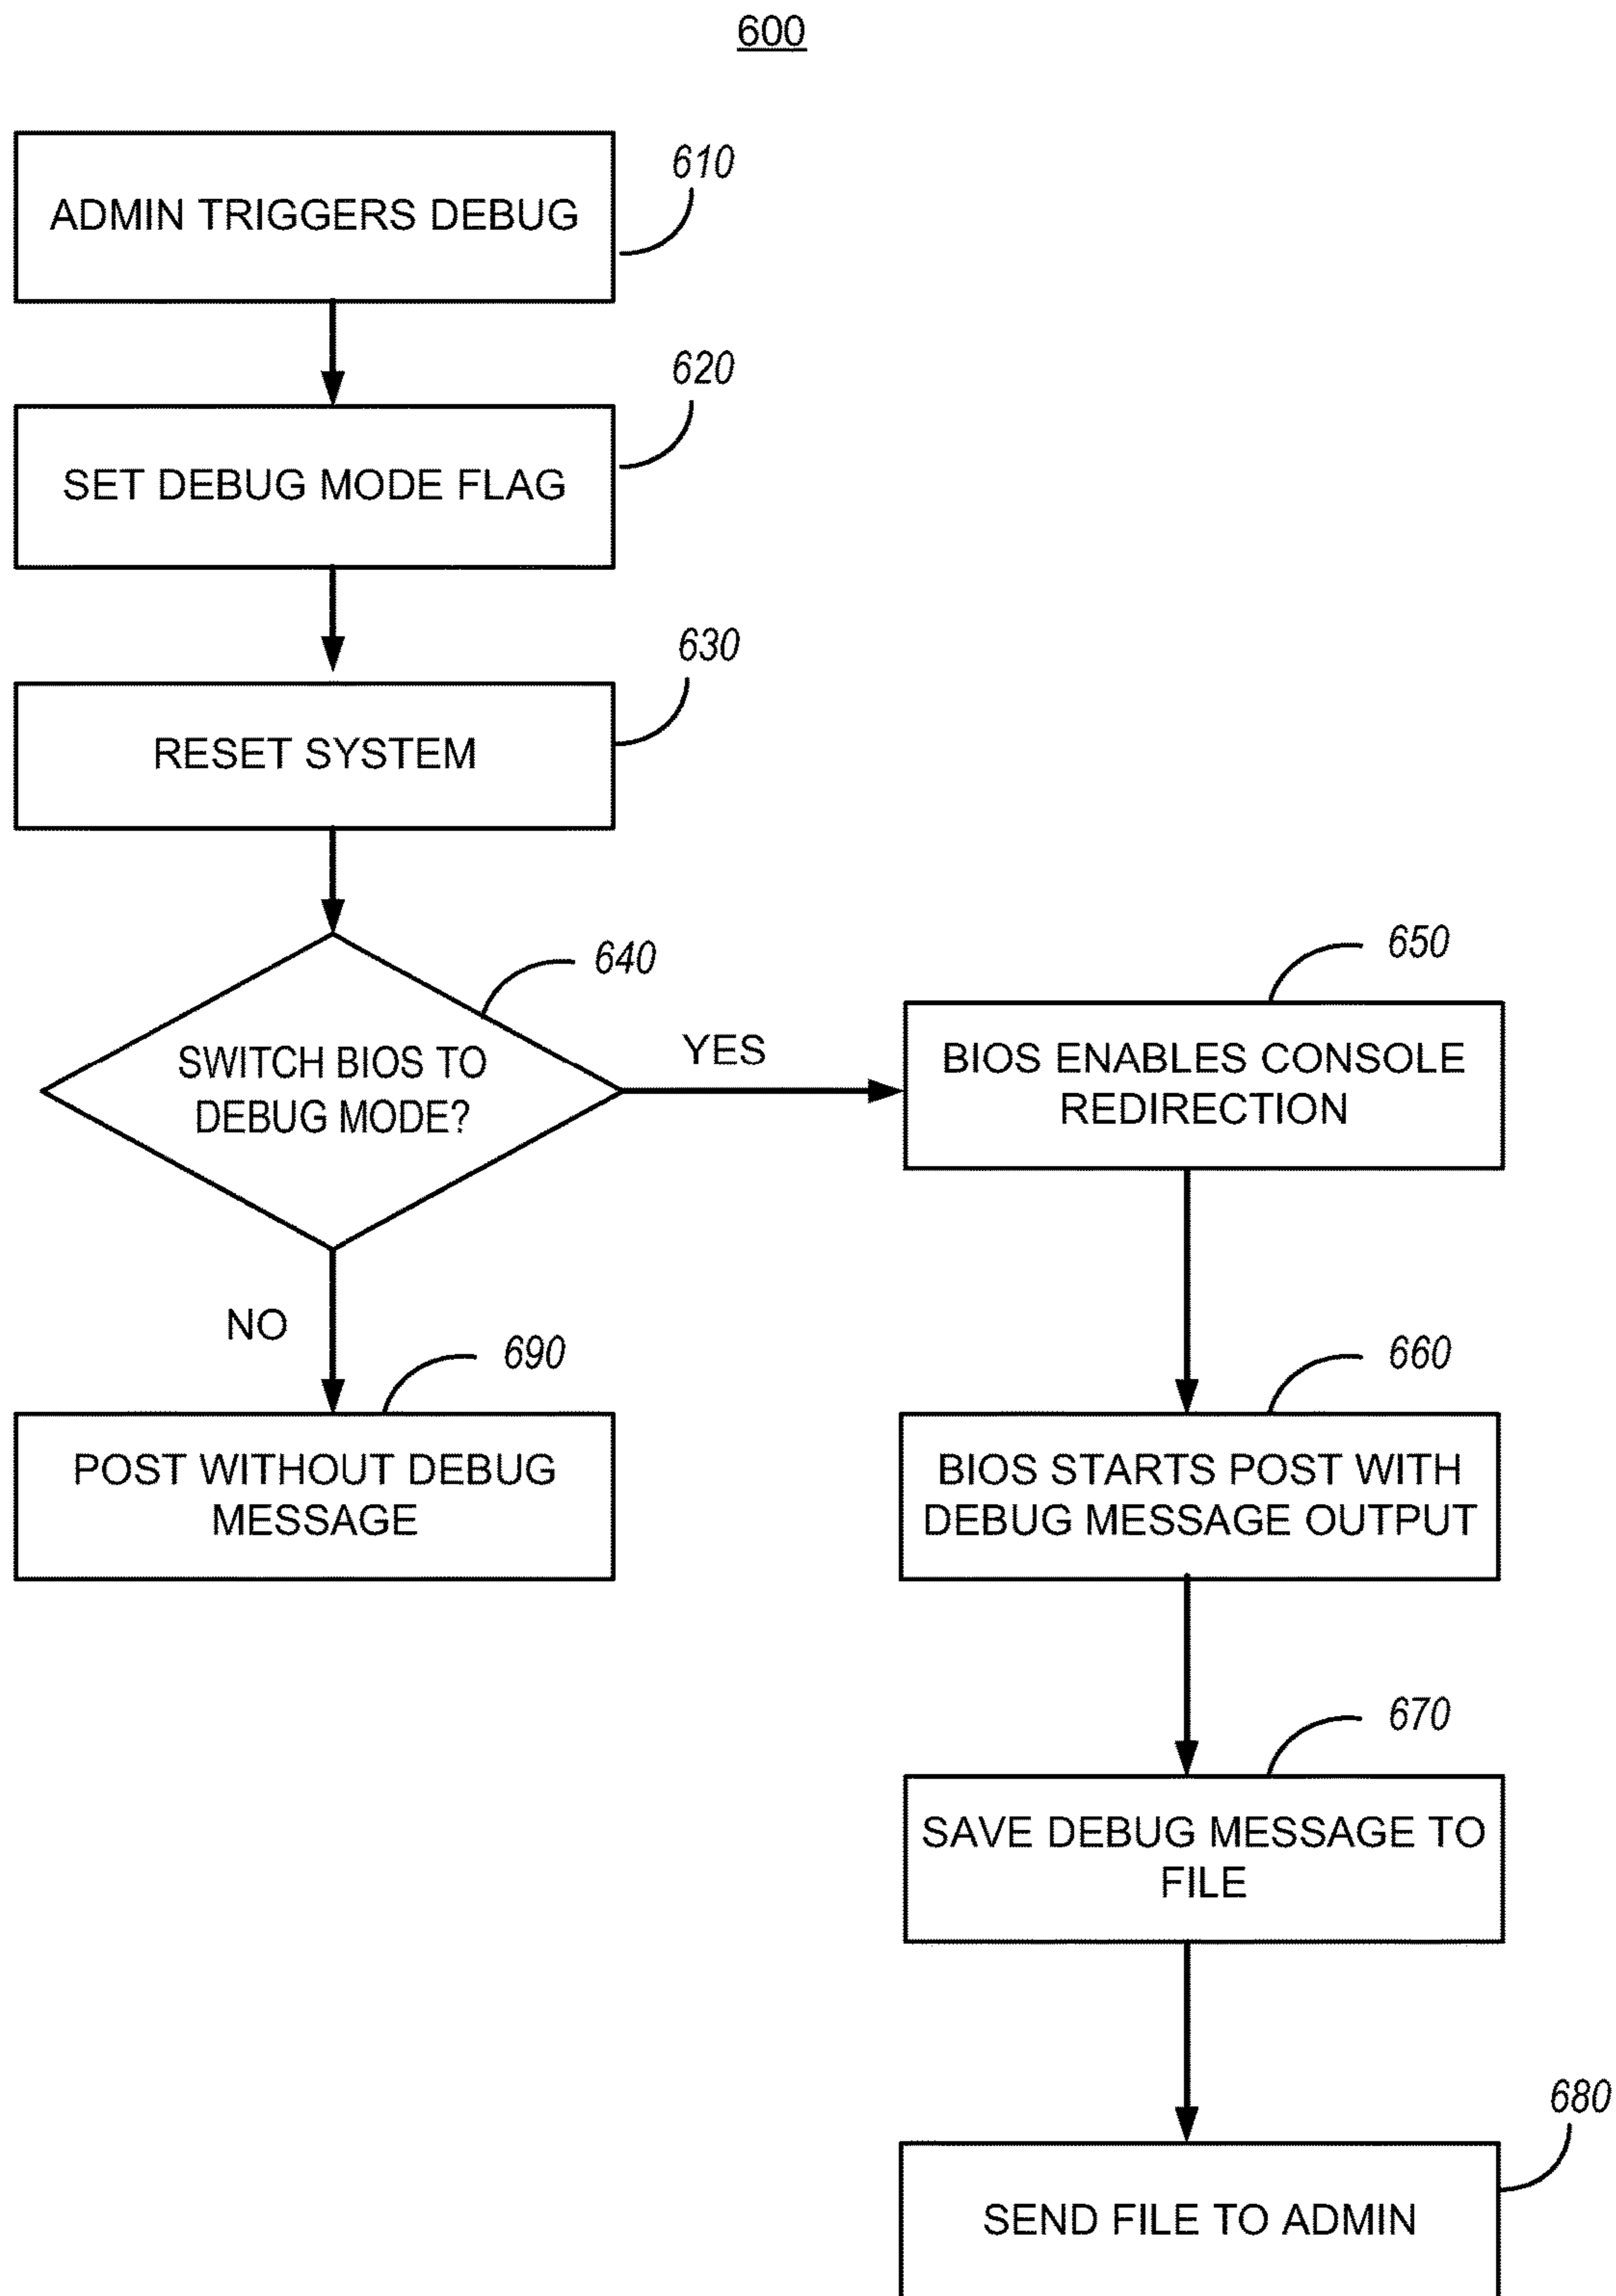 600
610
ADMIN TRIGGERS DEBUG
620
SET DEBUG MODE FLAG
630
RESET SYSTEM
640
SWITCH BIOS TO
DEBUG MODE?
YES
650
BIOS ENABLES CONSOLE
REDIRECTION
NO
690
POST WITHOUT DEBUG
MESSAGE
660
BIOS STARTS POST WITH
DEBUG MESSAGE OUTPUT
670
SAVE DEBUG MESSAGE TO
FILE
680
SEND FILE TO ADMIN